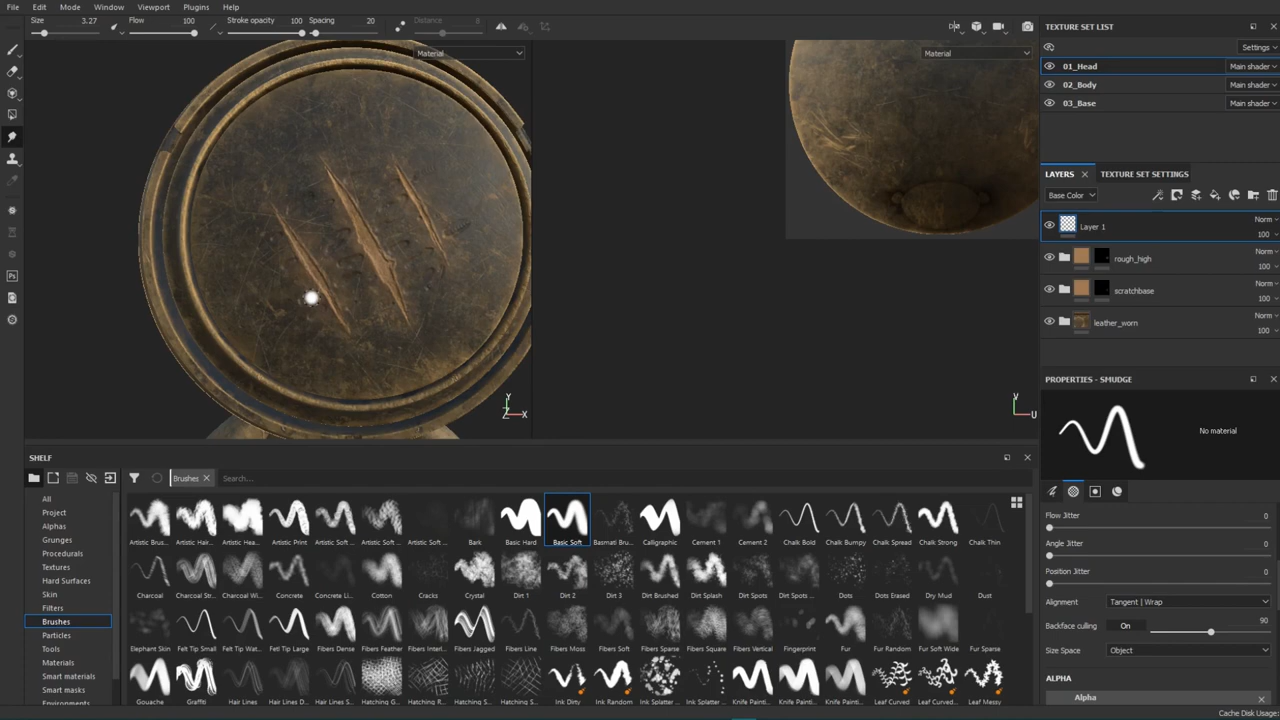 File Edit Mode Window Viewport Plugins Help
Size 3.27 Flow 100 Stroke opacity 100 Spacing 20 Distance 8
Material
Material
Y
Z X
V
U
TEXTURE SET LIST
Settings
01_Head Main shader
02_Body Main shader
03_Base Main shader
LAYERS TEXTURE SET SETTINGS
Base Color
Layer 1 Norm 100
rough_high Norm 100
scratchbase Norm 100
leather_worn Norm 100
PROPERTIES - SMUDGE
No material
Flow Jitter 0
Angle Jitter 0
Position Jitter 0
Alignment Tangent | Wrap
Backface culling On 90
Size Space Object
ALPHA
Alpha
SHELF
Brushes Search...
All
Project
Alphas
Grunges
Procedurals
Textures
Hard Surfaces
Skin
Filters
Brushes
Particles
Tools
Materials
Smart materials
Smart masks
Environments
Artistic Brus... Artistic Hair... Artistic Hea... Artistic Print Artistic Soft ... Artistic Soft ... Artistic Soft ... Bark Basic Hard Basic Soft Basmati Bru... Calligraphic Cement 1 Cement 2 Chalk Bold Chalk Bumpy Chalk Spread Chalk Strong Chalk Thin
Charcoal Charcoal Str... Charcoal Wi... Concrete Concrete Li... Cotton Cracks Crystal Dirt 1 Dirt 2 Dirt 3 Dirt Brushed Dirt Splash Dirt Spots Dirt Spots ... Dots Dots Erased Dry Mud Dust
Elephant Skin Felt Tip Small Felt Tip Wat... Felt Tip Large Fibers Dense Fibers Feather Fibers Interl... Fibers Jagged Fibers Line Fibers Moss Fibers Soft Fibers Sparse Fibers Square Fibers Vertical Fingerprint Fur Fur Random Fur Soft Wide Fur Sparse
Gouache Graffiti Hair Lines Hair Lines D... Hair Lines S... Hatching G... Hatching R... Hatching S... Hatching S... Ink Dirty Ink Random Ink Splatter ... Ink Splatter ... Knife Painti... Knife Painti... Knife Painti... Leaf Curved Leaf Curved... Leaf Messy
Cache Disk Usage: